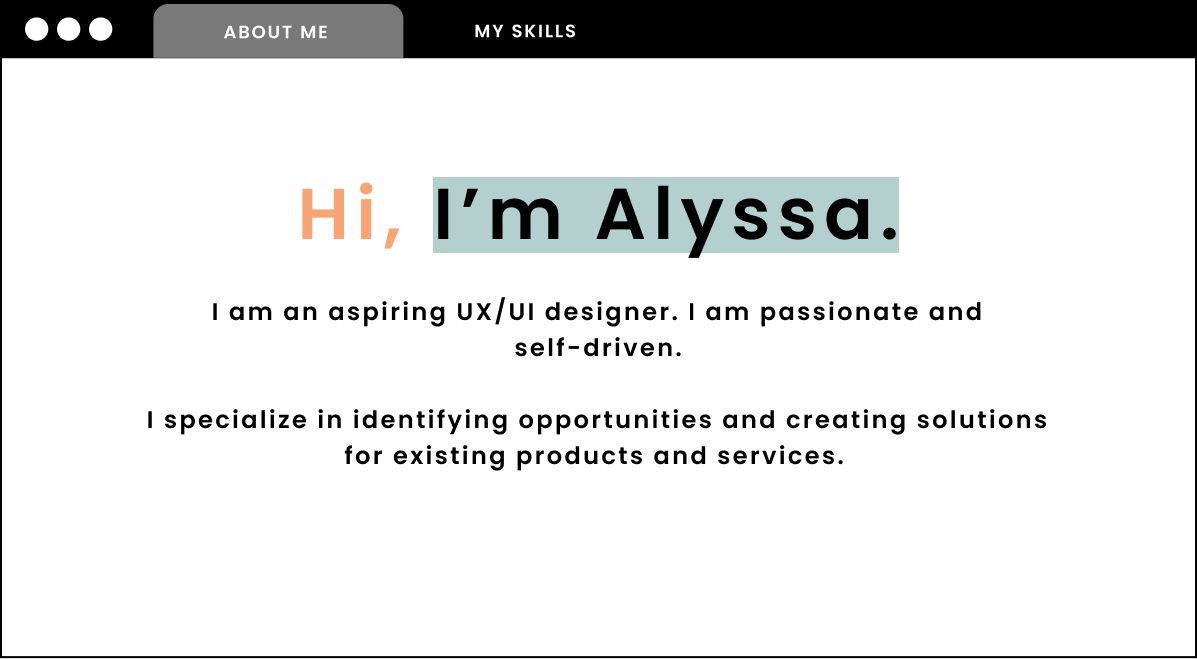 ABOUT ME
MY SKILLS
Hi, I’m Alyssa.
I am an aspiring UX/UI designer. I am passionate and
self-driven.
I specialize in identifying opportunities and creating solutions
for existing products and services.